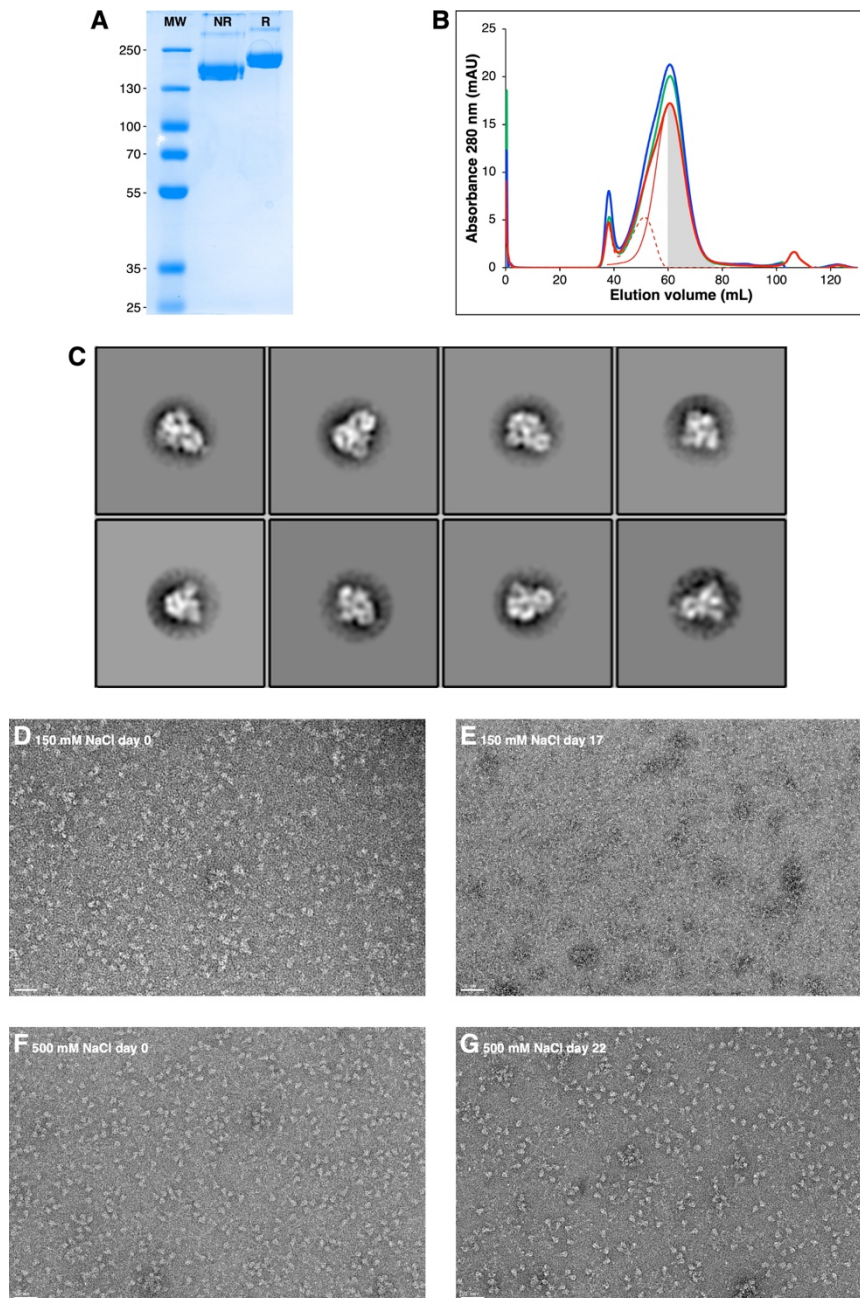 A MW NR R
250
130
100
70
55
35
25
B
Absorbance 280 nm (mAU)
25
20
15
10
5
0
0 20 40 60 80 100 120
Elution volume (mL)
C
D 150 mM NaCl day 0
E 150 mM NaCl day 17
F 500 mM NaCl day 0
G 500 mM NaCl day 22